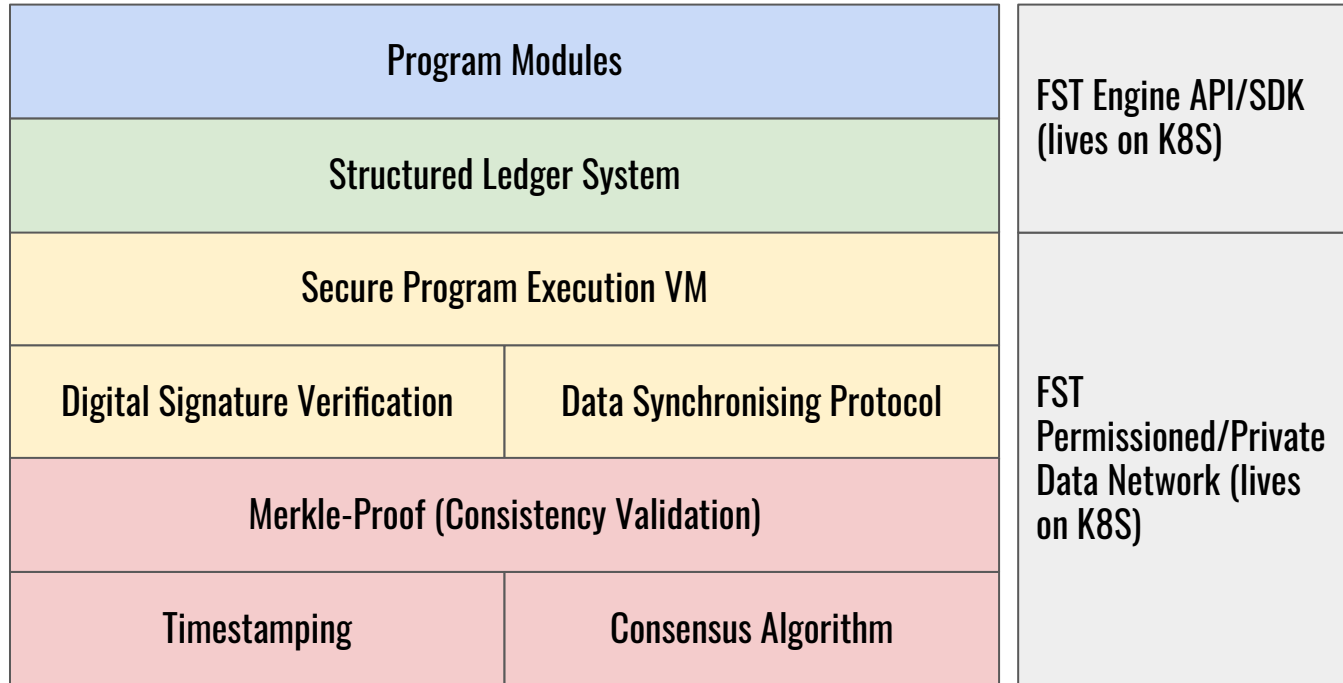 Program Modules
Structured Ledger System
Secure Program Execution VM
Digital Signature Verification
Data Synchronising Protocol
Merkle-Proof (Consistency Validation)
Timestamping
Consensus Algorithm
FST Engine API/SDK
(lives on K8S)
FST
Permissioned/Private
Data Network (lives
on K8S)